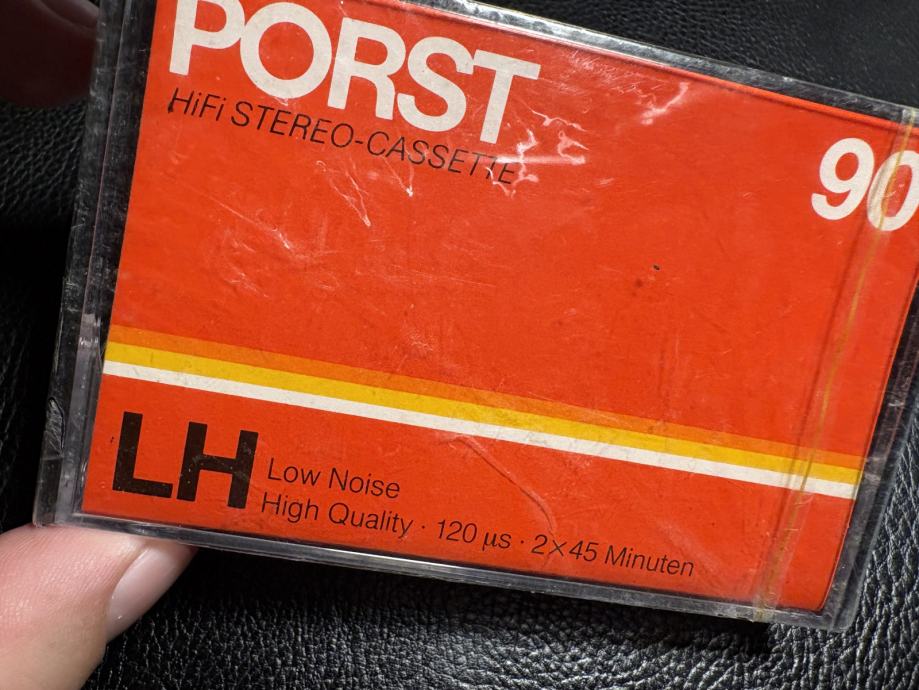 PORST
HiFi STEREO-CASSETTE
90
LH
Low Noise
High Quality · 120 µs · 2×45 Minuten